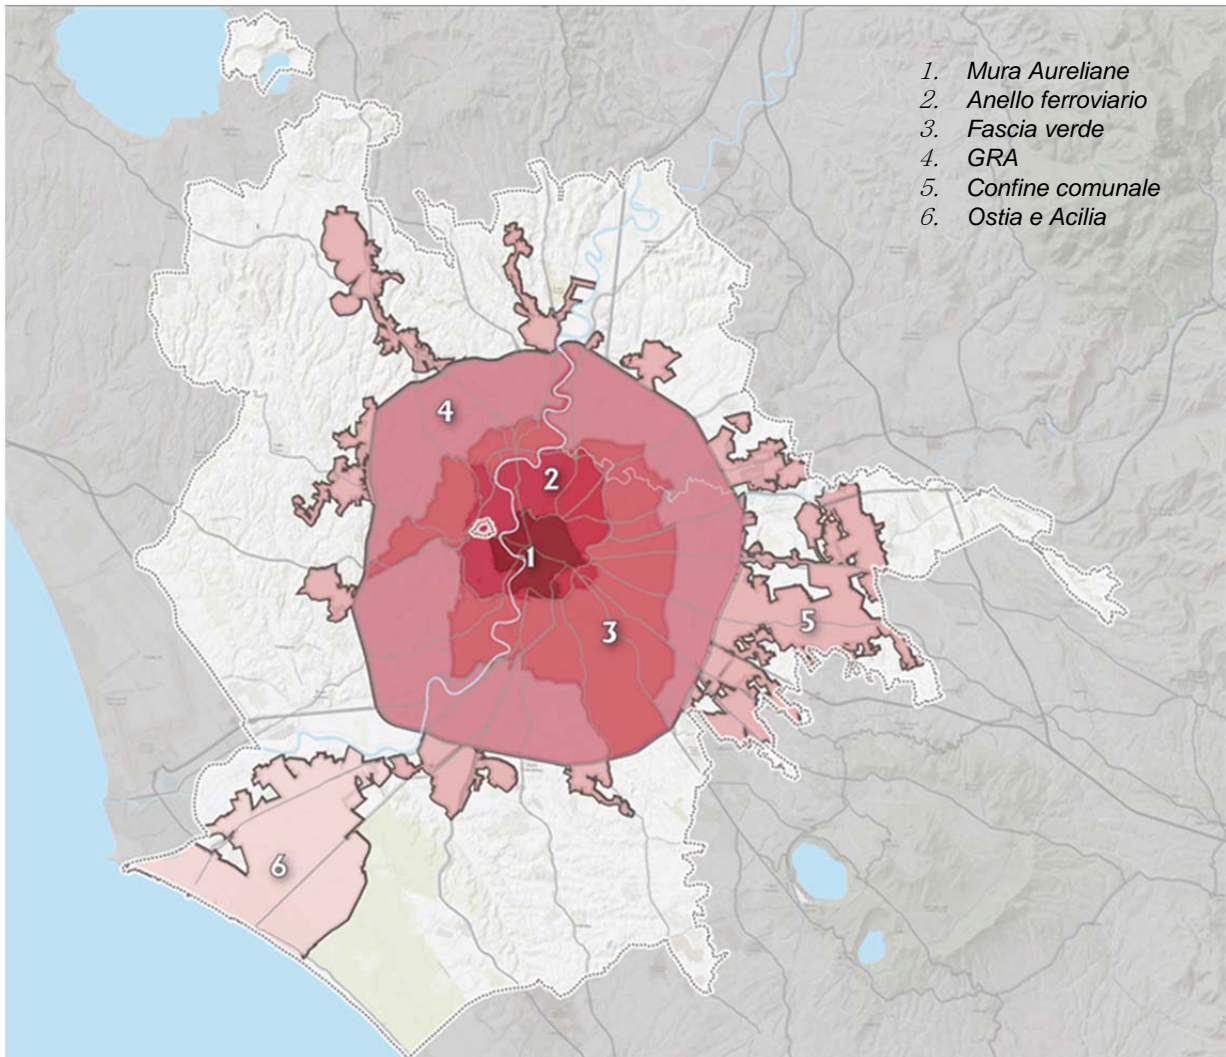 1. Mura Aureliane
2. Anello ferroviario
3. Fascia verde
4. GRA
5. Confine comunale
6. Ostia e Acilia
4
2
1
3
5
6